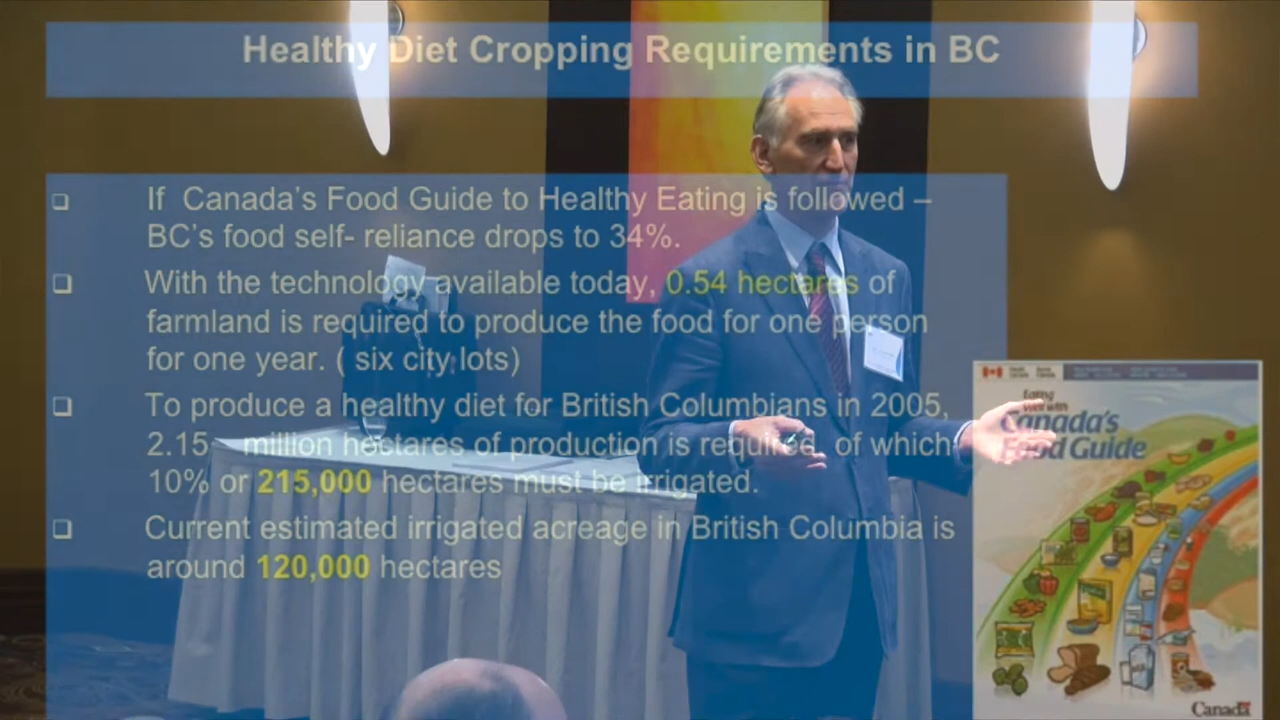 Healthy Diet Cropping Requirements in BC
❑ If Canada's Food Guide to Healthy Eating is followed –
BC's food self- reliance drops to 34%.
❑ With the technology available today, 0.54 hectares of
farmland is required to produce the food for one person
for one year. ( six city lots)
❑ To produce a healthy diet for British Columbians in 2005,
2.15 million hectares of production is required, of which
10% or 215,000 hectares must be irrigated.
❑ Current estimated irrigated acreage in British Columbia is
around 120,000 hectares
Eating
Well with
Canada's
Food Guide
Canada